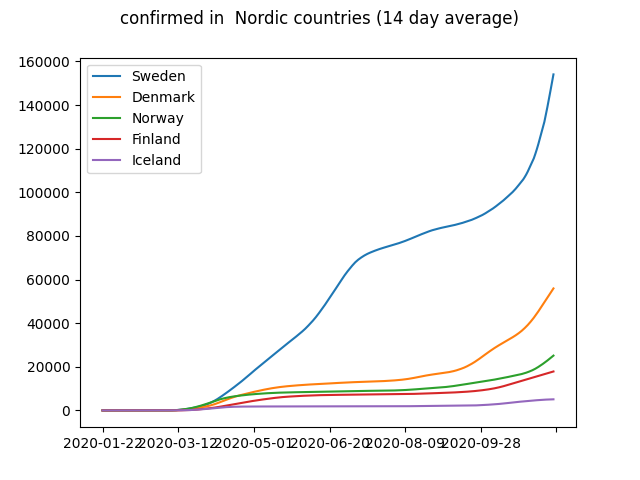 confirmed in  Nordic countries (14 day average)
160000
140000
120000
100000
80000
60000
40000
20000
0
Sweden
Denmark
Norway
Finland
Iceland
2020-01-22 2020-03-12 2020-05-01 2020-06-20 2020-08-09 2020-09-28